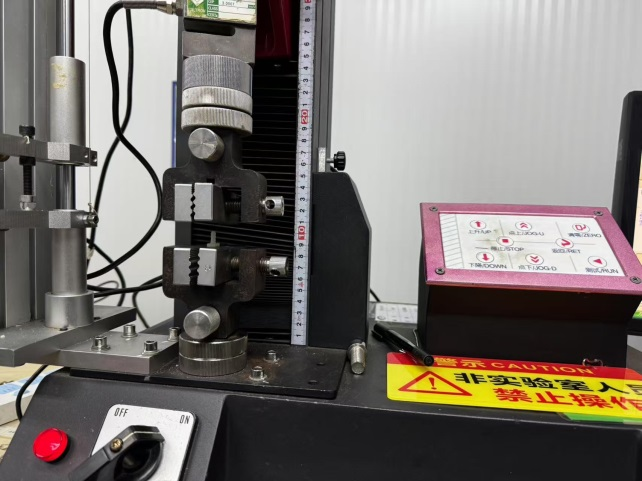 20
10
OFF
ON
上升/UP
点上/JOG-U
清零/ZERO
停止/STOP
返回/RET
下降/DOWN
点下/JOG-D
测试/RUN
警示 CAUTION
非实验室人
禁止操作